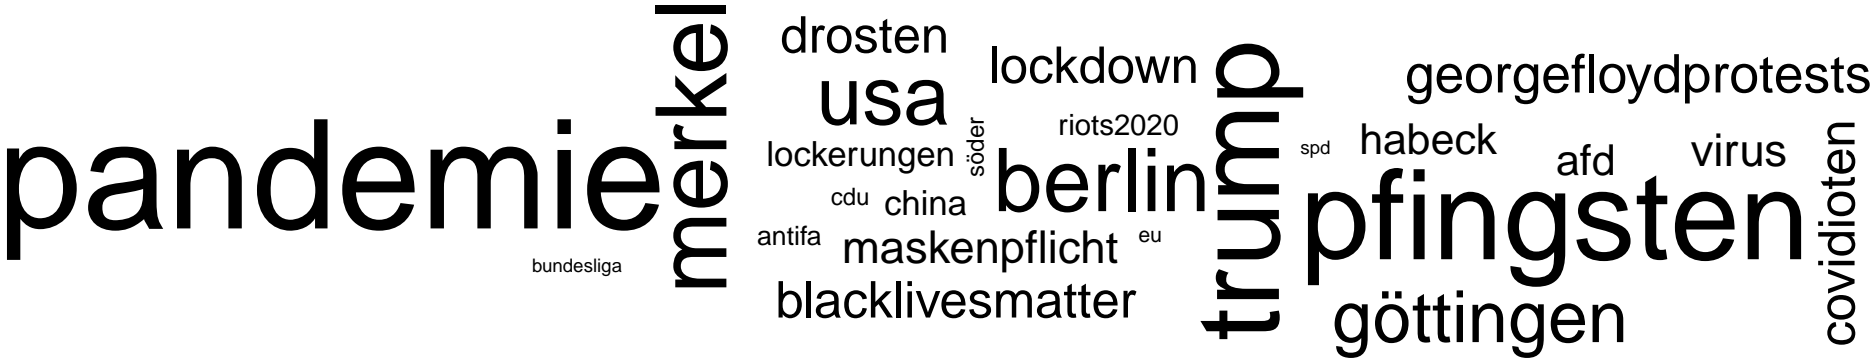 pandemie
bundesliga
merkel
drosten
usa
lockdown
riots2020
lockerungen
söder
cdu
china
berlin
antifa
maskenpflicht
eu
blacklivesmatter
trump
georgefloydprotests
spd
habeck
afd
virus
pfingsten
göttingen
covidioten